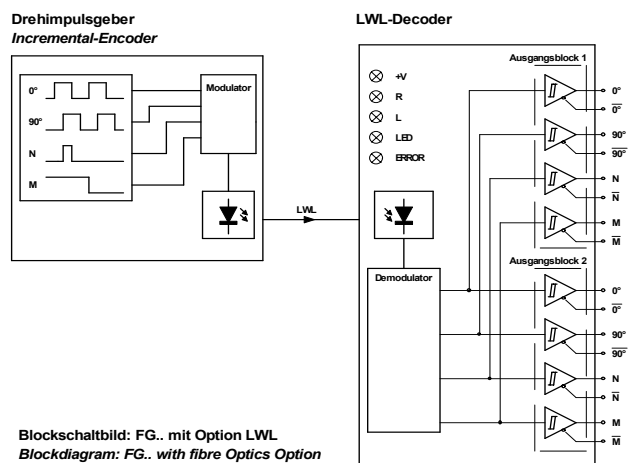 Drehimpulsgeber
Incremental-Encoder
0°
90°
N
M
Modulator
LWL
LWL-Decoder
+V
R
L
LED
ERROR
Demodulator
Ausgangsblock 1
0°
0°
90°
90°
N
N
M
M
Ausgangsblock 2
0°
0°
90°
90°
N
N
M
M
Blockschaltbild: FG.. mit Option LWL
Blockdiagram: FG.. with fibre Optics Option